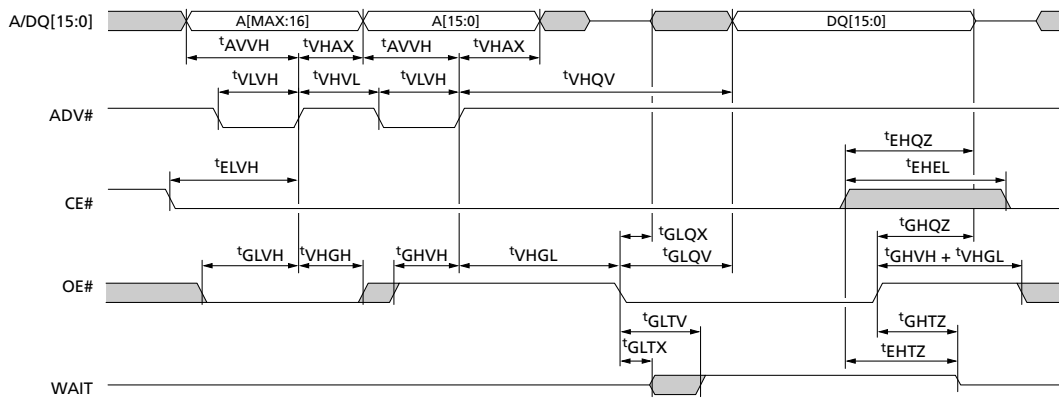 A/DQ[15:0] A[MAX:16] A[15:0] DQ[15:0]
tAVVH tVHAX tAVVH tVHAX
tVLVH tVHVL tVLVH tVHQV
ADV#
tEHQZ
tELVH tEHEL
CE#
tGLQX tGHQZ
tGLVH tVHGH tGHVH tVHGL tGLQV tGHVH + tVHGL
OE#
tGLTV tGHTZ
tGLTX tEHTZ
WAIT